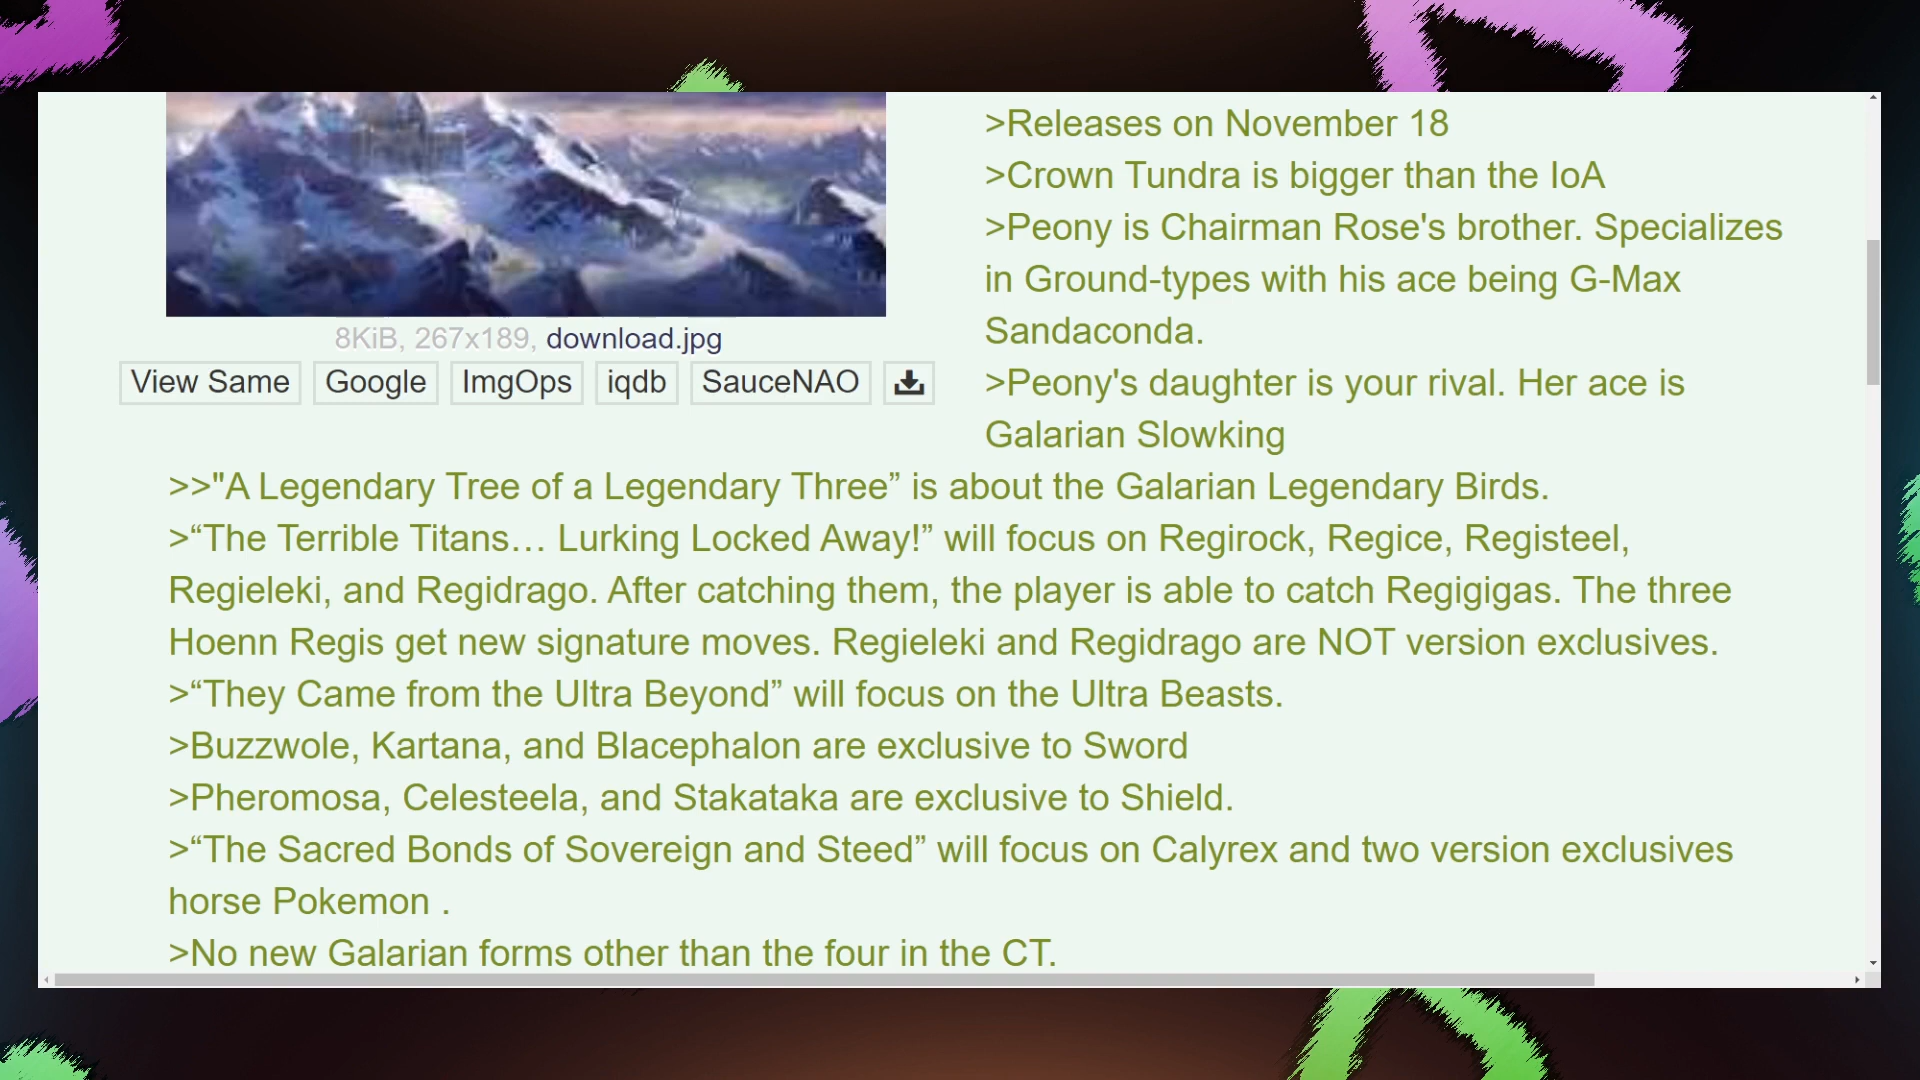 >Releases on November 18
>Crown Tundra is bigger than the IoA
>Peony is Chairman Rose's brother. Specializes
in Ground-types with his ace being G-Max
Sandaconda.
>Peony's daughter is your rival. Her ace is
Galarian Slowking
8KiB, 267x189, download.jpg
View Same Google ImgOps iqdb SauceNAO
>>"A Legendary Tree of a Legendary Three” is about the Galarian Legendary Birds.
>“The Terrible Titans… Lurking Locked Away!” will focus on Regirock, Regice, Registeel,
Regieleki, and Regidrago. After catching them, the player is able to catch Regigigas. The three
Hoenn Regis get new signature moves. Regieleki and Regidrago are NOT version exclusives.
>“They Came from the Ultra Beyond” will focus on the Ultra Beasts.
>Buzzwole, Kartana, and Blacephalon are exclusive to Sword
>Pheromosa, Celesteela, and Stakataka are exclusive to Shield.
>“The Sacred Bonds of Sovereign and Steed” will focus on Calyrex and two version exclusives
horse Pokemon .
>No new Galarian forms other than the four in the CT.